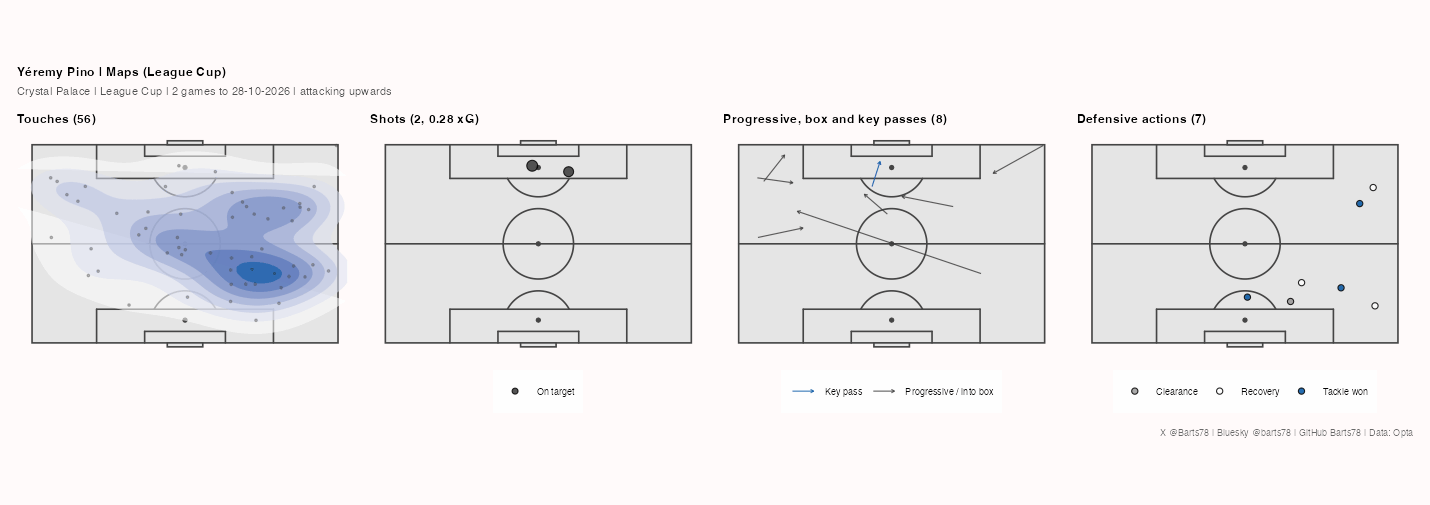 Yéremy Pino | Maps (League Cup)
Crystal Palace | League Cup | 2 games to 28-10-2026 | attacking upwards
Touches (56)
Shots (2, 0.28 xG)
Progressive, box and key passes (8)
Defensive actions (7)
On target
Key pass
Progressive / into box
Clearance
Recovery
Tackle won
X @Barts78 | Bluesky @barts78 | GitHub Barts78 | Data: Opta